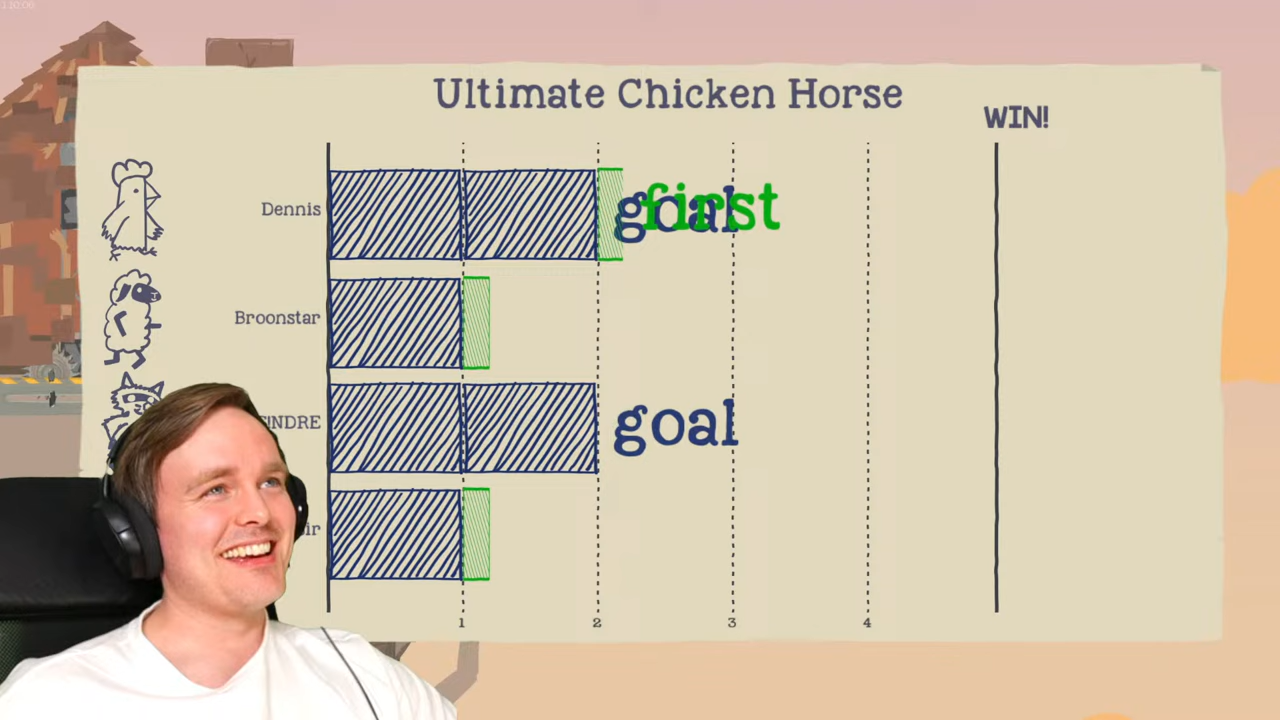 Ultimate Chicken Horse
WIN!
Dennis
goal
first
Broonstar
goal
1
2
3
4